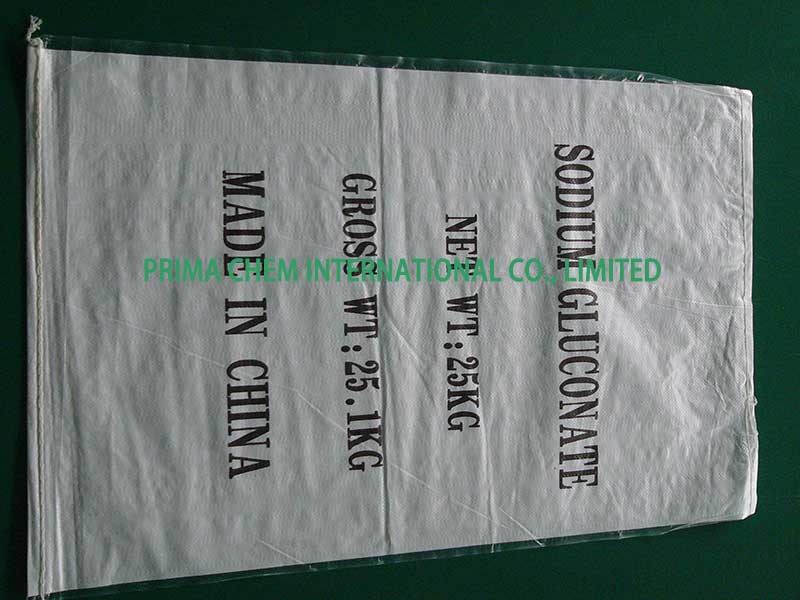 SODIUM GLUCONATE
NET WT:25KG
GROSS WT:25.1KG
MADE IN CHINA
PRIMA CHEM INTERNATIONAL CO., LIMITED